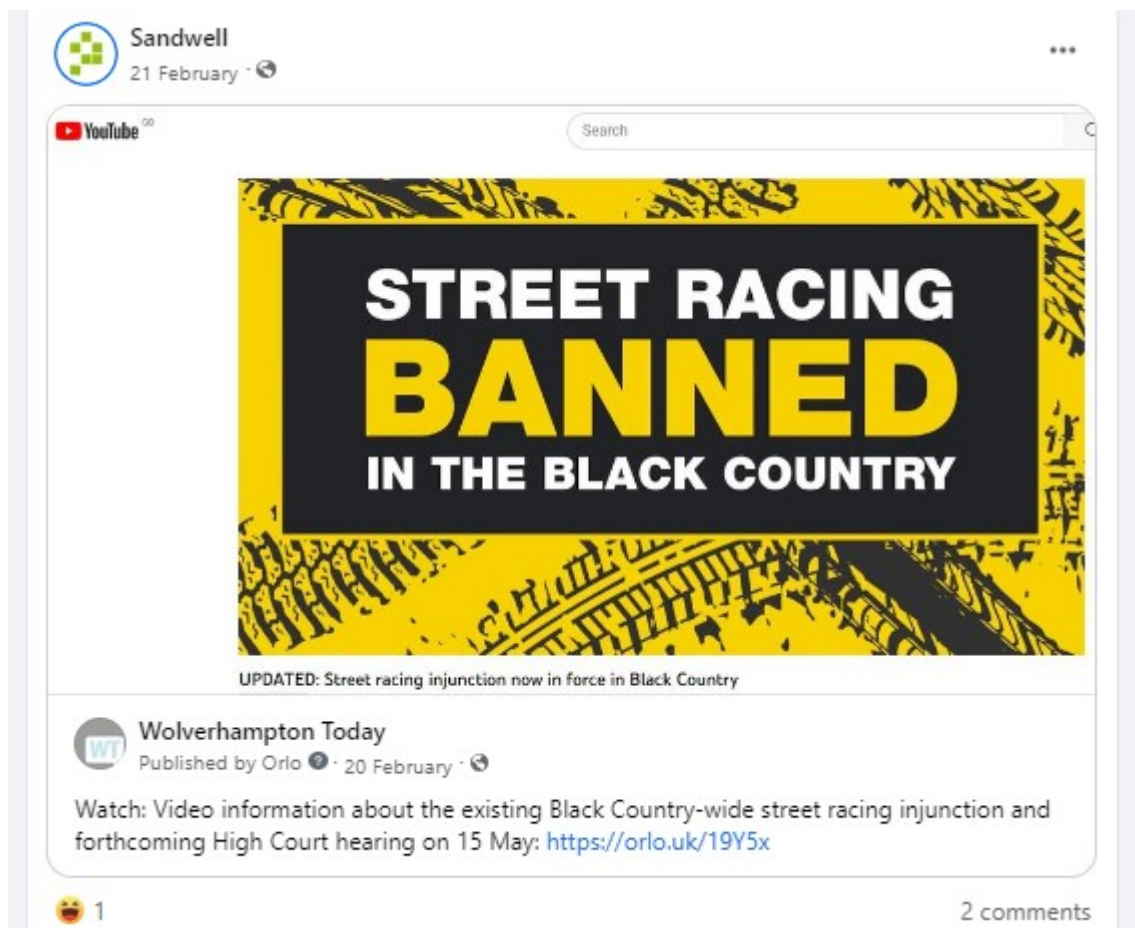 Sandwell
21 February ·
YouTube GB
Search
STREET RACING
BANNED
IN THE BLACK COUNTRY
UPDATED: Street racing injunction now in force in Black Country
WT
Wolverhampton Today
Published by Orlo · 20 February ·
Watch: Video information about the existing Black Country-wide street racing injunction and
forthcoming High Court hearing on 15 May: https://orlo.uk/19Y5x
1
2 comments